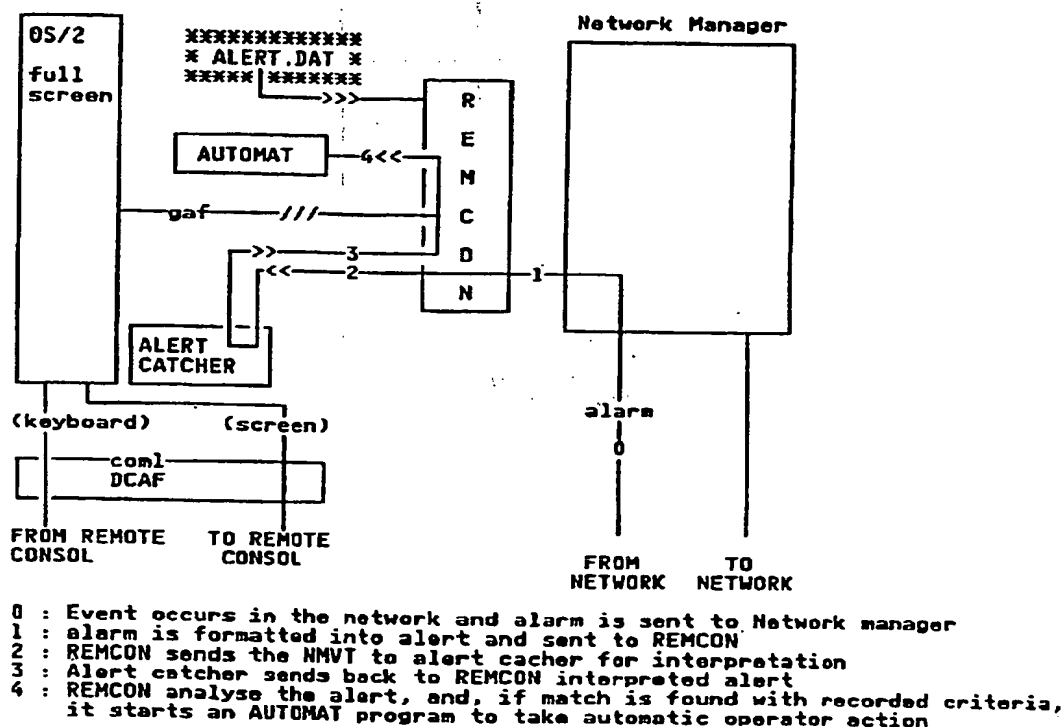 OS/2
full
screen
*************
* ALERT.DAT *
***** *******
>>>
Network Manager
R
E
M
C
O
N
AUTOMAT
4<<
gaf
///
>>
3
<<
2
1
ALERT
CATCHER
alarm
0
(keyboard)
(screen)
com1
DCAF
FROM REMOTE
CONSOL
TO REMOTE
CONSOL
FROM
NETWORK
TO
NETWORK
0 : Event occurs in the network and alarm is sent to Network manager
1 : alarm is formatted into alert and sent to REMCON
2 : REMCON sends the NMVT to alert cacher for interpretation
3 : Alert catcher sends back to REMCON interpreted alert
4 : REMCON analyse the alert, and, if match is found with recorded criteria,
it starts an AUTOMAT program to take automatic operator action